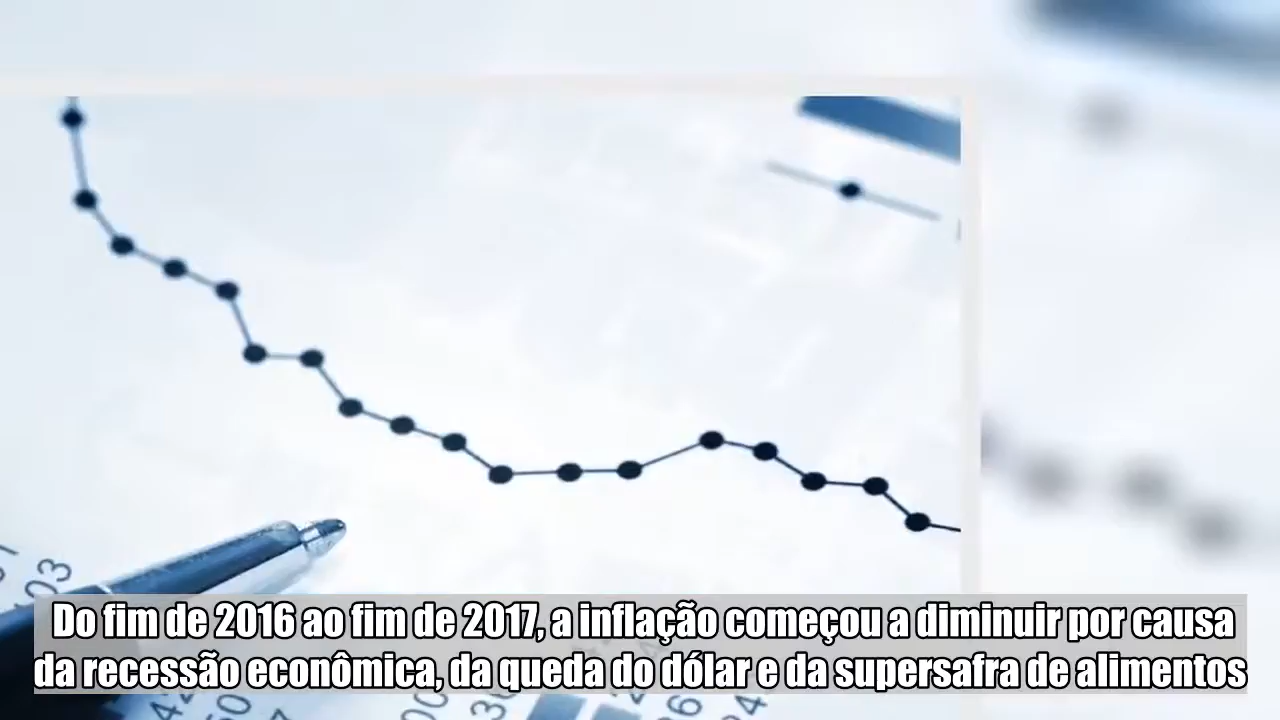 03
Do fim de 2016 ao fim de 2017, a inflação começou a diminuir por causa
da recessão econômica, da queda do dólar e da supersafra de alimentos